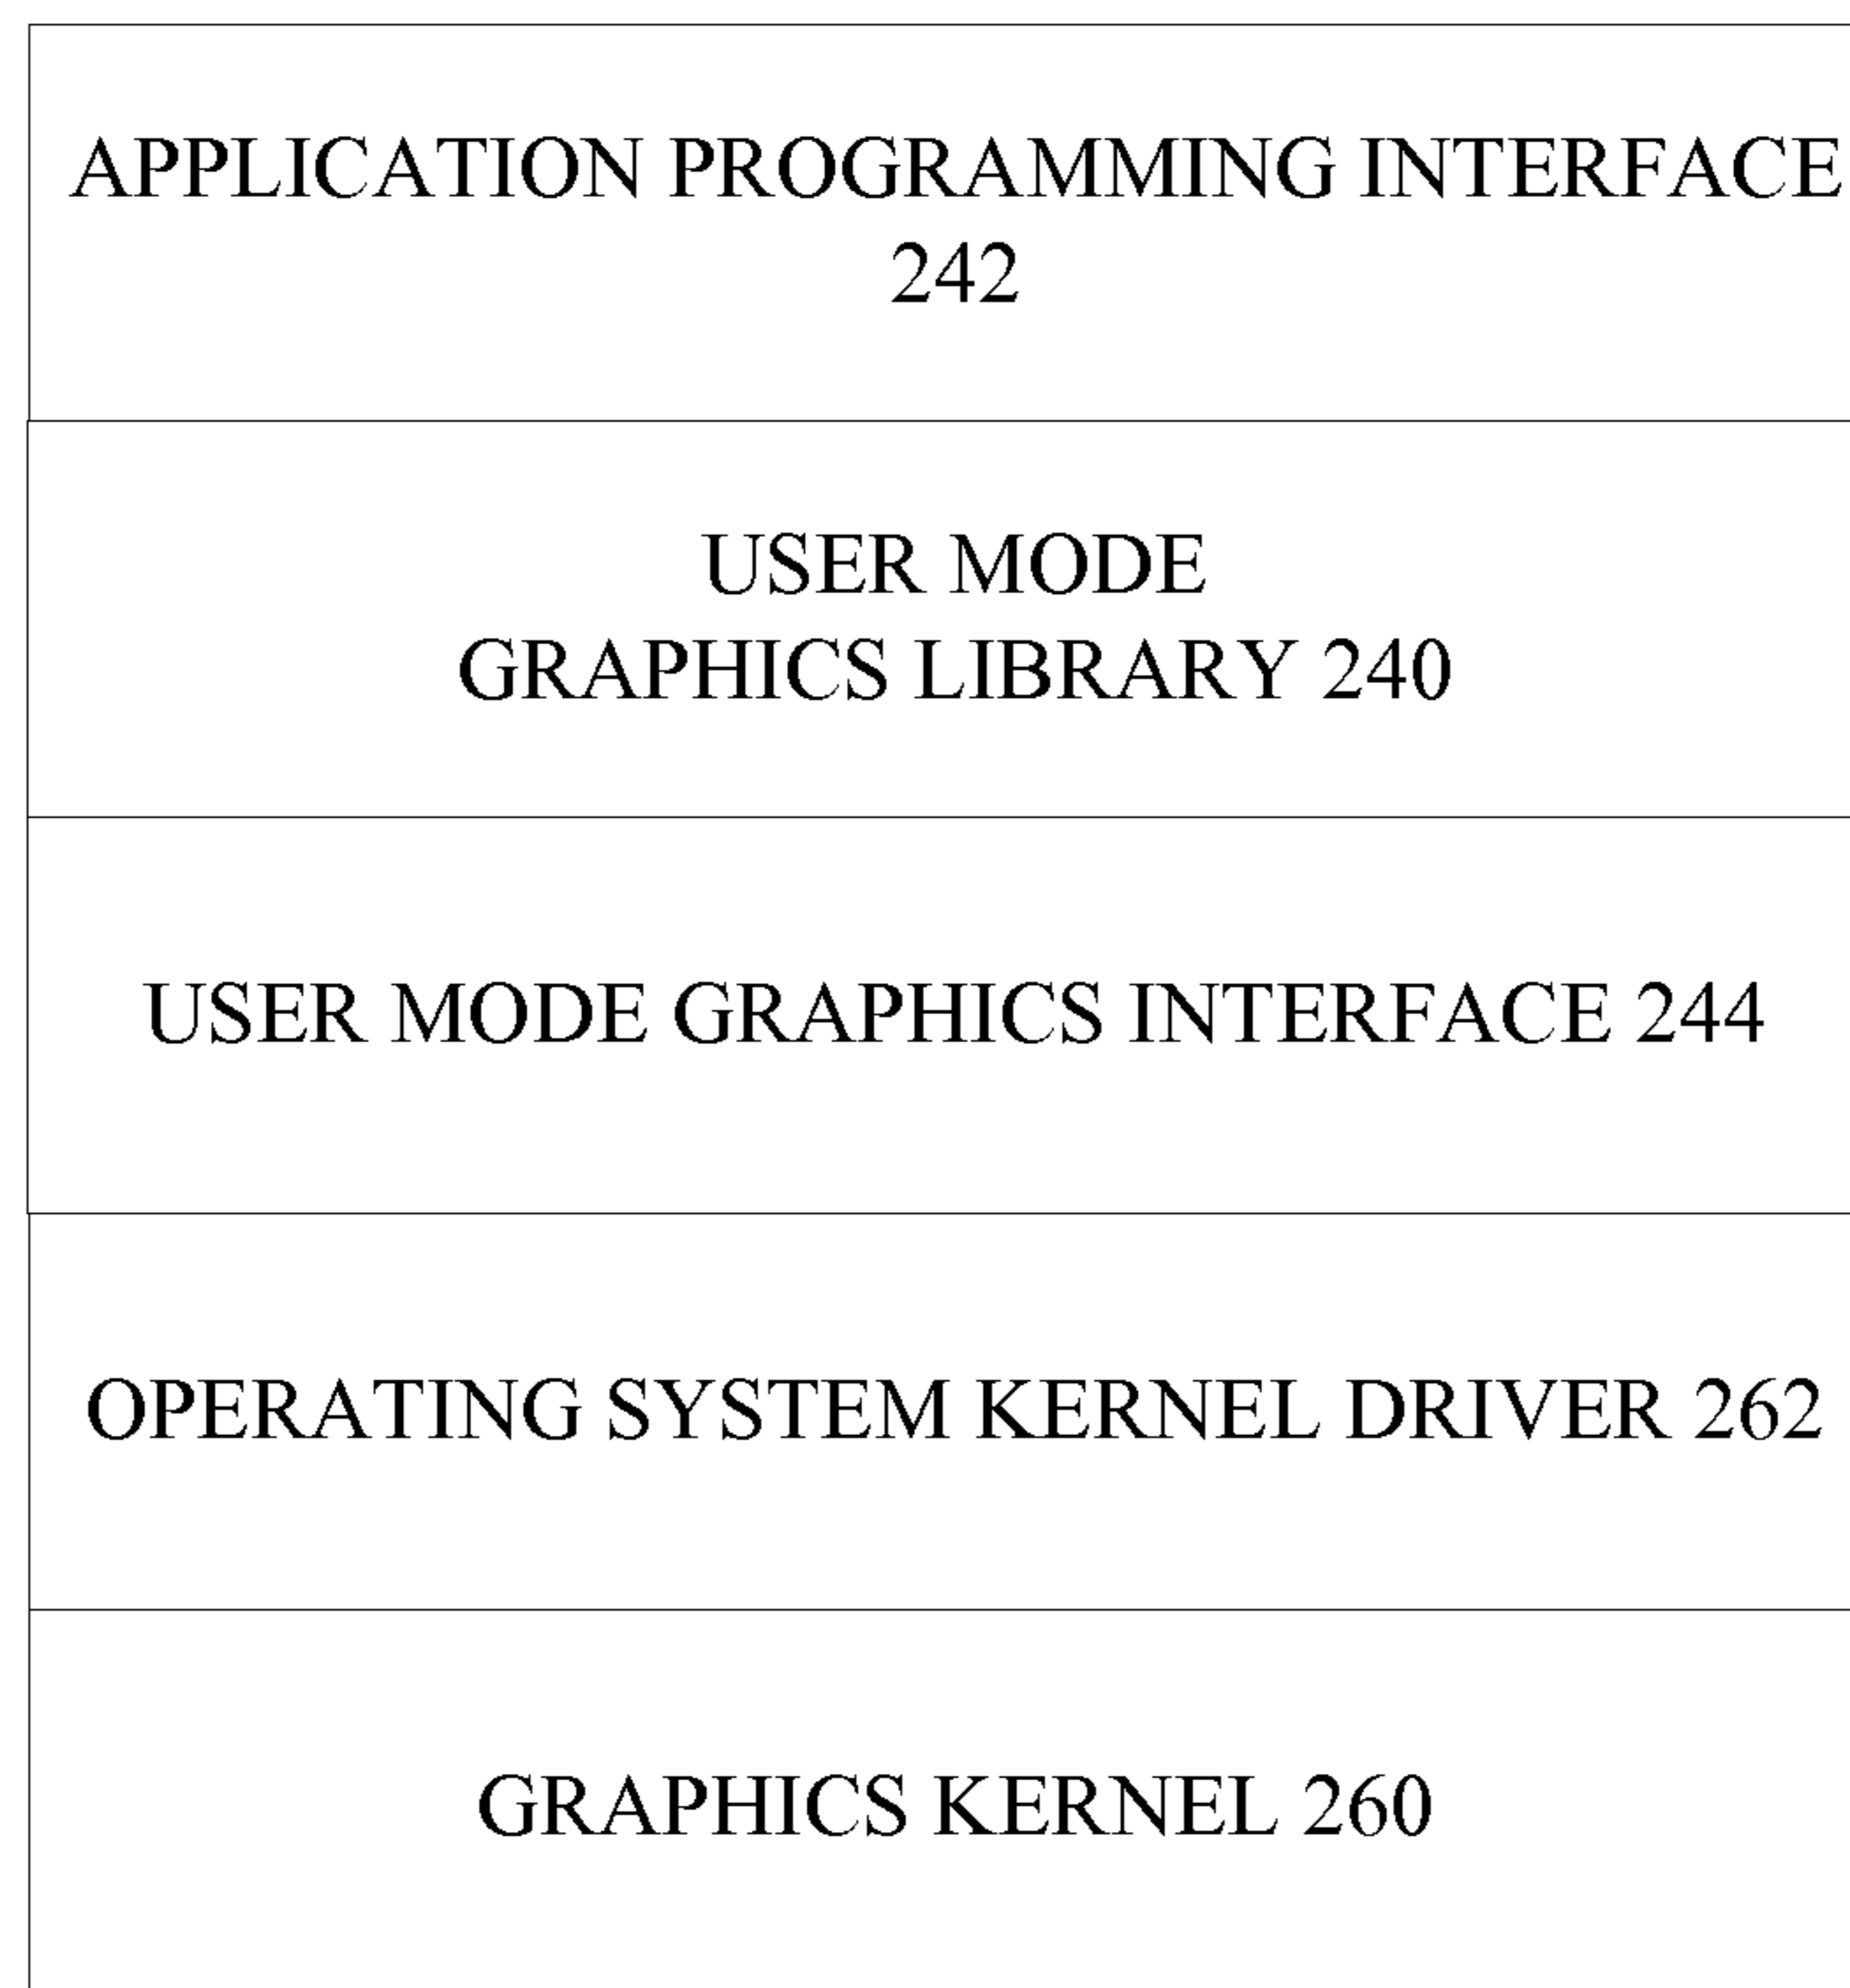 APPLICATION PROGRAMMING INTERFACE
242
USER MODE
GRAPHICS LIBRARY 240
USER MODE GRAPHICS INTERFACE 244
OPERATING SYSTEM KERNEL DRIVER 262
GRAPHICS KERNEL 260